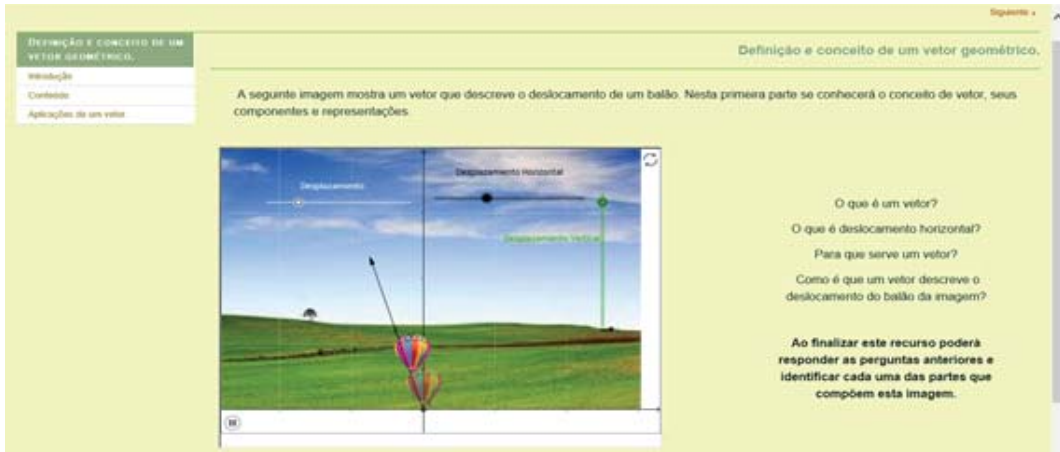 Siguiente
DEFINIÇÃO E CONCEITO DE UM
VETOR GEOMÉTRICO.
Introdução
Conteúdo
Aplicações de um vetor
Definição e conceito de um vetor geométrico.
A seguinte imagem mostra um vetor que descreve o deslocamento de um balão. Nesta primeira parte se conhecerá o conceito de vetor, seus
componentes e representações.
Desplazamiento
Desplazamiento Horizontal
Desplazamiento Vertical
O que é um vetor?
O que é deslocamento horizontal?
Para que serve um vetor?
Como é que um vetor descreve o
deslocamento do balão da imagem?
Ao finalizar este recurso poderá
responder as perguntas anteriores e
identificar cada uma das partes que
compõem esta imagem.